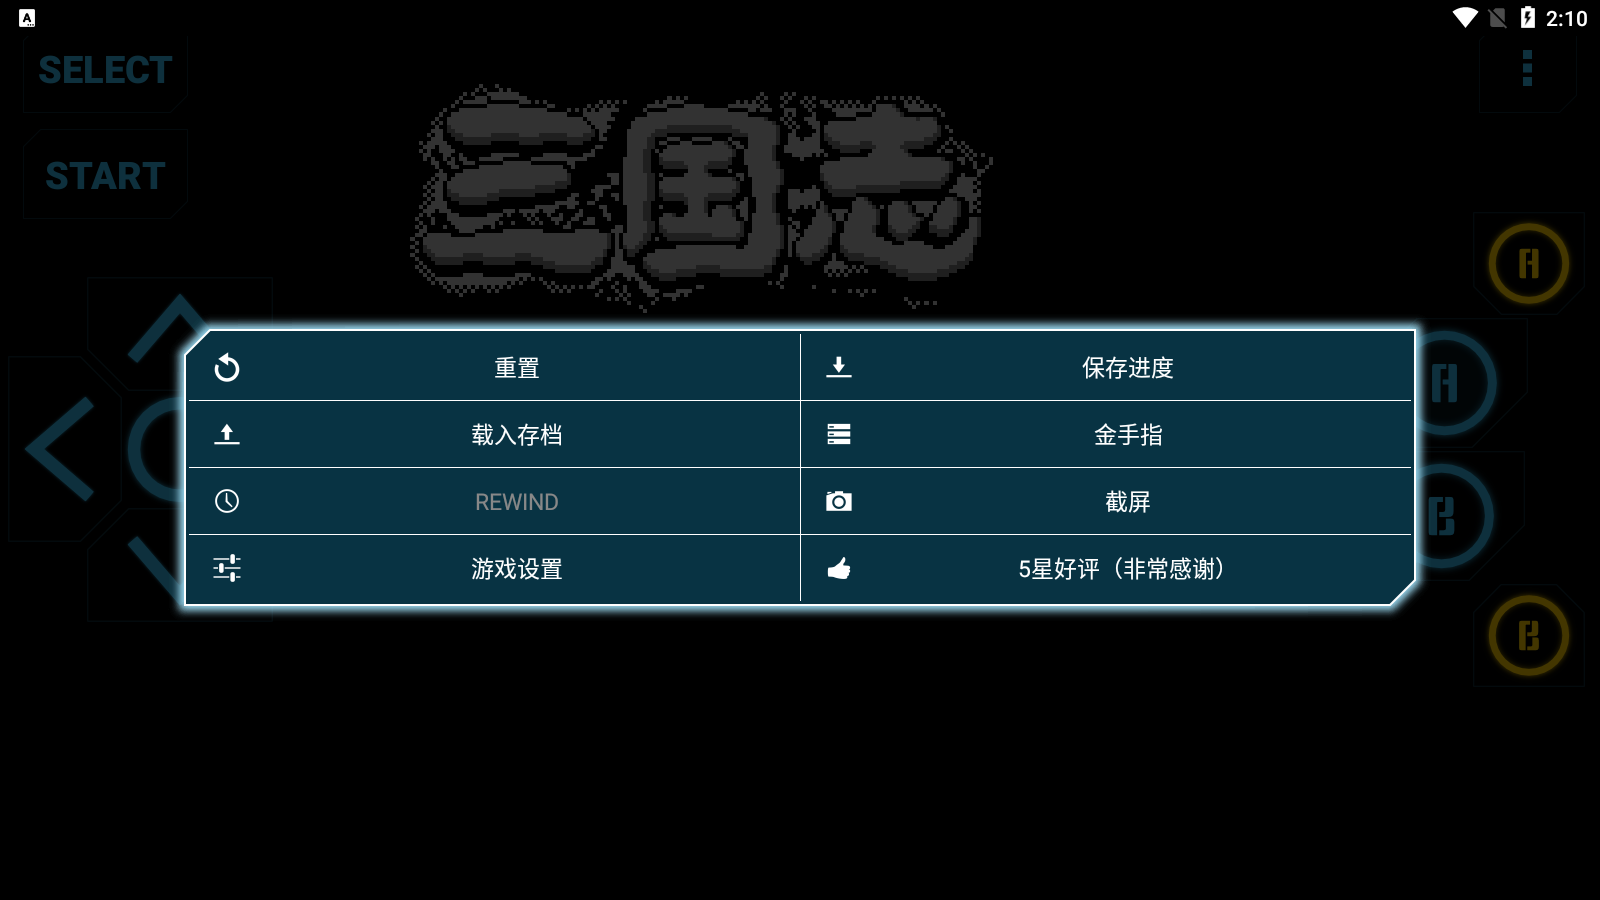 2:10
SELECT
START
三国志
A
A
B
B
重置
保存进度
载入存档
金手指
REWIND
截屏
游戏设置
5星好评（非常感谢）